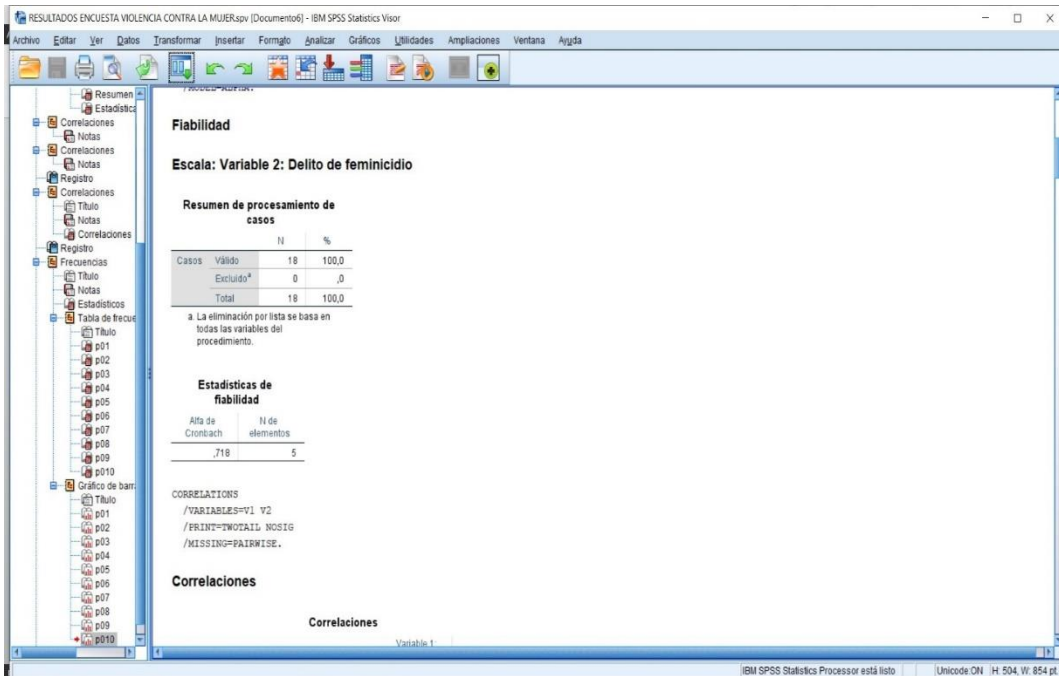 RESULTADOS ENCUESTA VIOLENCIA CONTRA LA MUJER.spv [Documento6] - IBM SPSS Statistics Visor
Archivo Editar Ver Datos Transformar Insertar Formato Analizar Gráficos Utilidades Ampliaciones Ventana Ayuda
Resumen
Estadística
Correlaciones
Notas
Correlaciones
Notas
Registro
Correlaciones
Título
Notas
Correlaciones
Registro
Frecuencias
Título
Notas
Estadísticos
Tabla de frecue
Título
p01
p02
p03
p04
p05
p06
p07
p08
p09
p010
Gráfico de barra
Título
p01
p02
p03
p04
p05
p06
p07
p08
p09
p010
Fiabilidad
Escala: Variable 2: Delito de feminicidio
Resumen de procesamiento de
casos
N %
Casos Válido 18 100,0
Excluido a 0 ,0
Total 18 100,0
a. La eliminación por lista se basa en
todas las variables del
procedimiento.
Estadísticas de
fiabilidad
Alfa de N de
Cronbach elementos
,718 5
CORRELATIONS
/VARIABLES=V1 V2
/PRINT=TWOTAIL NOSIG
/MISSING=PAIRWISE.
Correlaciones
Correlaciones
Variable 1:
IBM SPSS Statistics Processor está listo Unicode:ON H: 504, W: 854 pt.